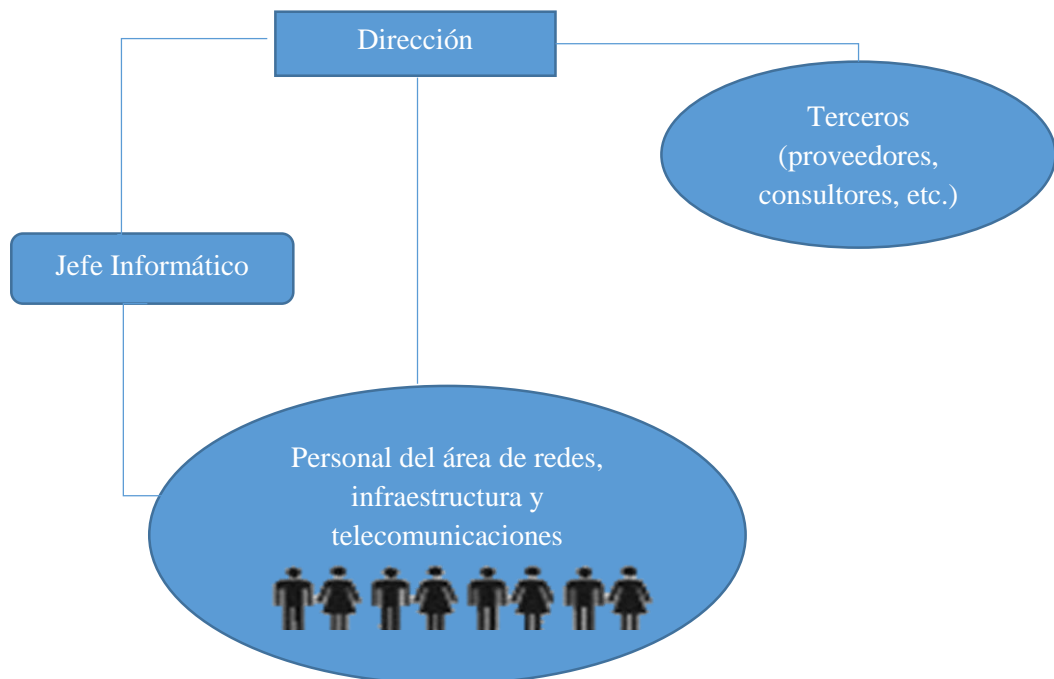 Dirección
Terceros
(proveedores,
consultores, etc.)
Jefe Informático
Personal del área de redes,
infraestructura y
telecomunicaciones